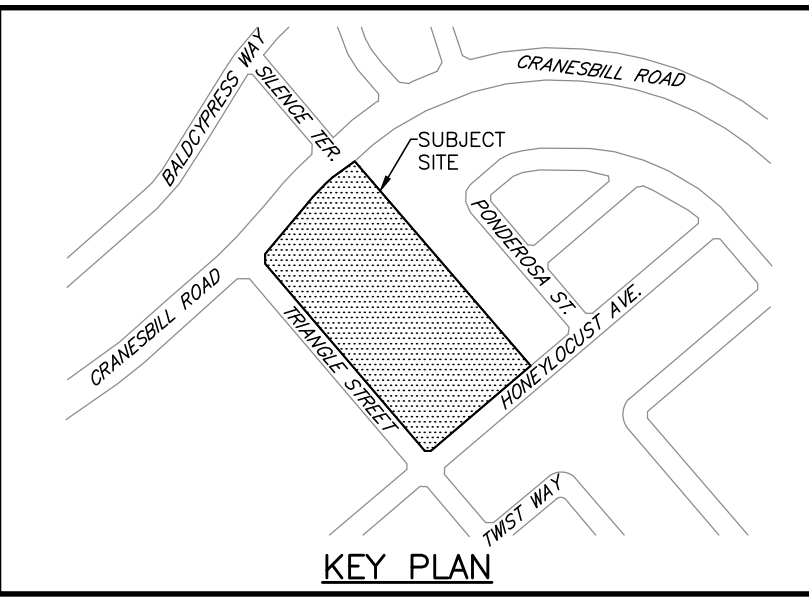 BALDCYPRESS WAY
SILENCE TER.
CRANESBILL ROAD
SUBJECT
SITE
PONDEROSA ST.
CRANESBILL ROAD
TRIANGLE STREET
HONEYLOCUST AVE.
TWIST WAY
KEY PLAN